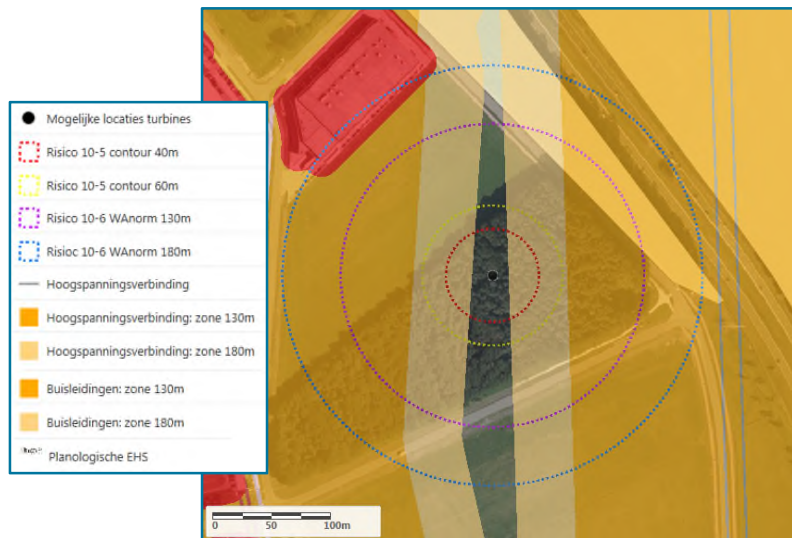 Mogelijke locaties turbines
Risico 10-5 contour 40m
Risico 10-5 contour 60m
Risico 10-6 WAnorm 130m
Risioc 10-6 WAnorm 180m
Hoogspanningsverbinding
Hoogspanningsverbinding: zone 130m
Hoogspanningsverbinding: zone 180m
Buisleidingen: zone 130m
Buisleidingen: zone 180m
Planologische EHS
0 50 100m